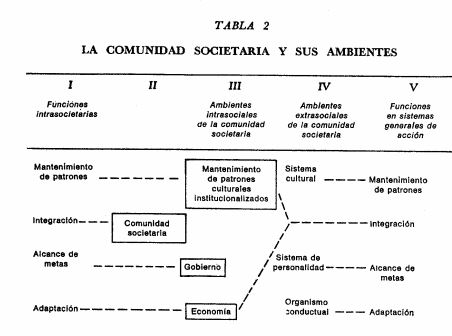 TABLA 2
LA COMUNIDAD SOCIETARIA Y SUS AMBIENTES
I II III IV V
Funciones
intrasocietarias
Ambientes
intrasociales
de la comunidad
societaria
Ambientes
extrasociales
de la comunidad
societaria
Funciones
en sistemas
generales de
acción
Mantenimiento
de patrones
Mantenimiento
de patrones
culturales
institucionalizados
Sistema
cultural
Mantenimiento
de patrones
Integración
Comunidad
societaria
Integración
Alcance de
metas
Gobierno
Sistema de
personalidad
Alcance de
metas
Adaptación
Economía
Organismo
conductual
Adaptación